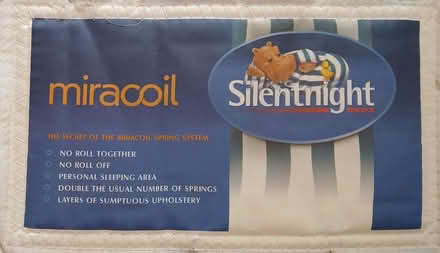 miracoil
Silentnight
THE SECRET OF THE MIRACOIL SPRING SYSTEM
NO ROLL TOGETHER
NO ROLL OFF
PERSONAL SLEEPING AREA
DOUBLE THE USUAL NUMBER OF SPRINGS
LAYERS OF SUMPTUOUS UPHOLSTERY